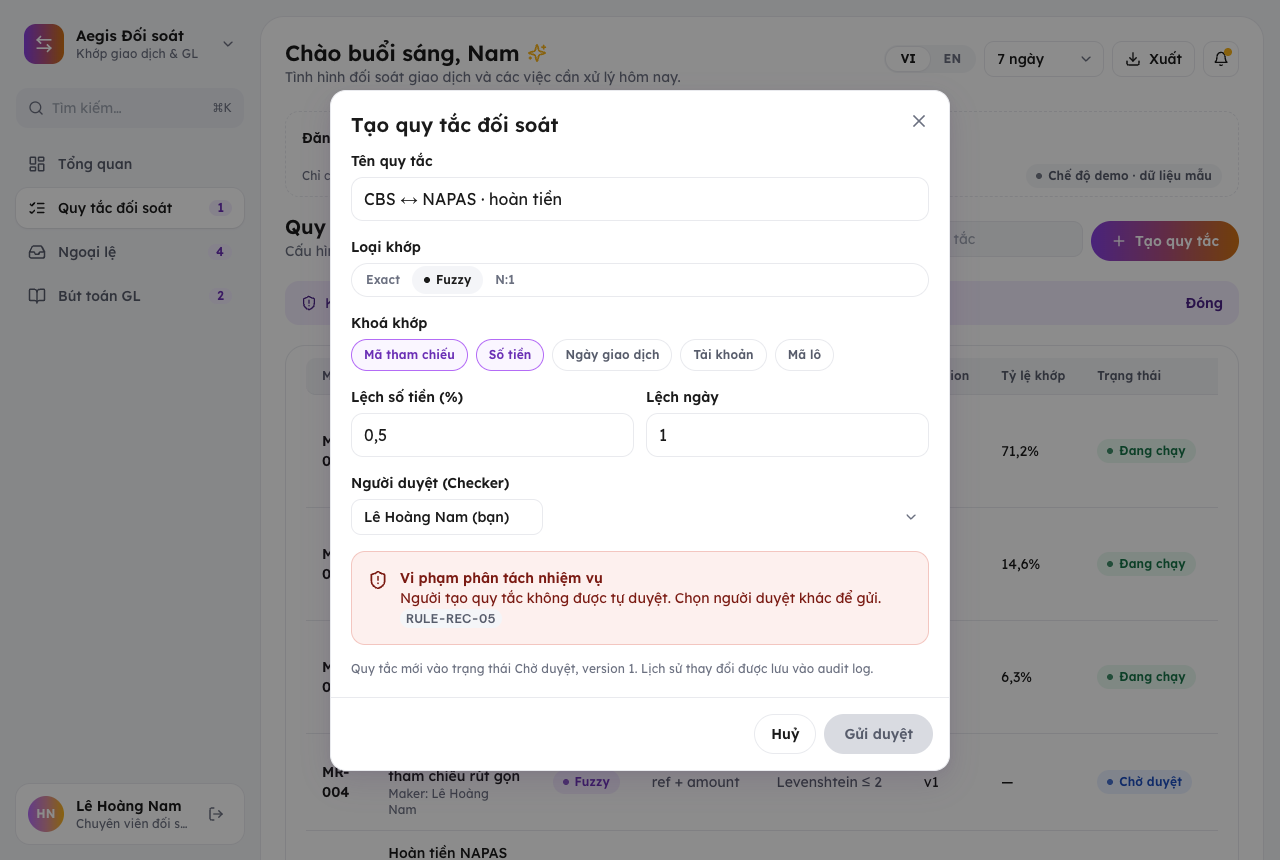 Aegis Đối soát
Khớp giao dịch & GL
Tìm kiếm...
⌘K
Tổng quan
Quy tắc đối soát
1
Ngoại lệ
4
Bút toán GL
2
HN
Lê Hoàng Nam
Chuyên viên đối s...
Chào buổi sáng, Nam
Tình hình đối soát giao dịch và các việc cần xử lý hôm nay.
VI
EN
7 ngày
Xuất
Chế độ demo · dữ liệu mẫu
Quy
Cấu hì
tắc
Tạo quy tắc
Đóng
Tỷ lệ khớp
Trạng thái
71,2%
Đang chạy
14,6%
Đang chạy
6,3%
Đang chạy
MR-
004
tham chiếu rút gọn
Maker: Lê Hoàng
Nam
Fuzzy
ref + amount
Levenshtein ≤ 2
v1
—
Chờ duyệt
Hoàn tiền NAPAS
Tạo quy tắc đối soát
Tên quy tắc
CBS ↔ NAPAS · hoàn tiền
Loại khớp
Exact
Fuzzy
N:1
Khoá khớp
Mã tham chiếu
Số tiền
Ngày giao dịch
Tài khoản
Mã lô
Lệch số tiền (%)
Lệch ngày
0,5
1
Người duyệt (Checker)
Lê Hoàng Nam (bạn)
Vi phạm phân tách nhiệm vụ
Người tạo quy tắc không được tự duyệt. Chọn người duyệt khác để gửi.
RULE-REC-05
Quy tắc mới vào trạng thái Chờ duyệt, version 1. Lịch sử thay đổi được lưu vào audit log.
Huỷ
Gửi duyệt